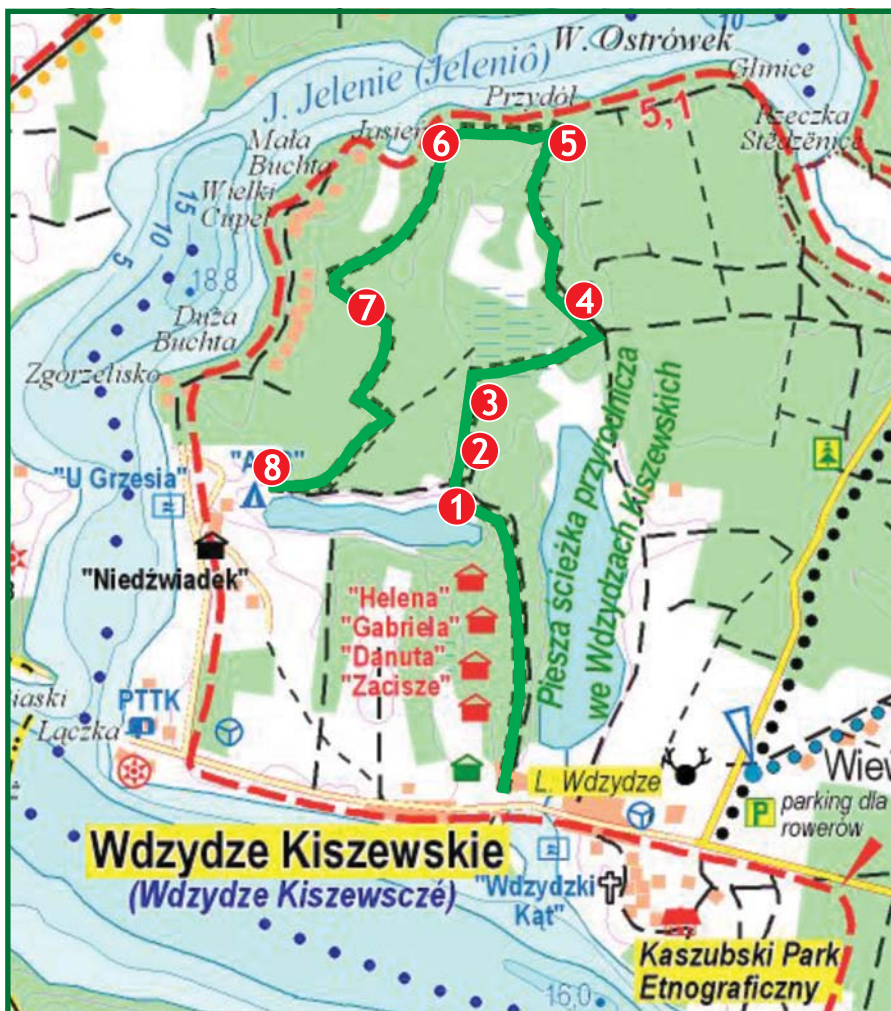 10
W. Ostrówek
J. Jelenie (Jeleniô)
Glinice
Przydół
5,1
Rzeczka
Stëdzënice
Jasień
Mała
Buchta
Wielki
Cupel
6
5
15
10
5
18,8
7
4
Duża
Buchta
Zgorzelisko
3
2
"U Grzesia"
8
1
Piesza scieżka przyrodnicza
we Wdzydzach Kiszewskich
"Niedźwiadek"
"Helena"
"Gabriela"
"Danuta"
"Zacisze"
PTTK
Łączka
L. Wdzydze
P
parking dla
rowerów
Wdzydze Kiszewskie
(Wdzydze Kiszewsczé)
"Wdzydzki
Kąt"
Kaszubski Park
Etnograficzny
16,0